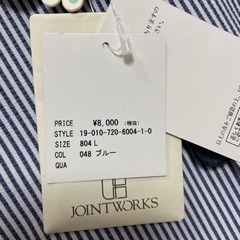 PRICE ¥8,000 (税抜)
STYLE 19-010-720-6004-1-0
SIZE 804 L
COL 048 ブルー
QUA
JOINTWORKS